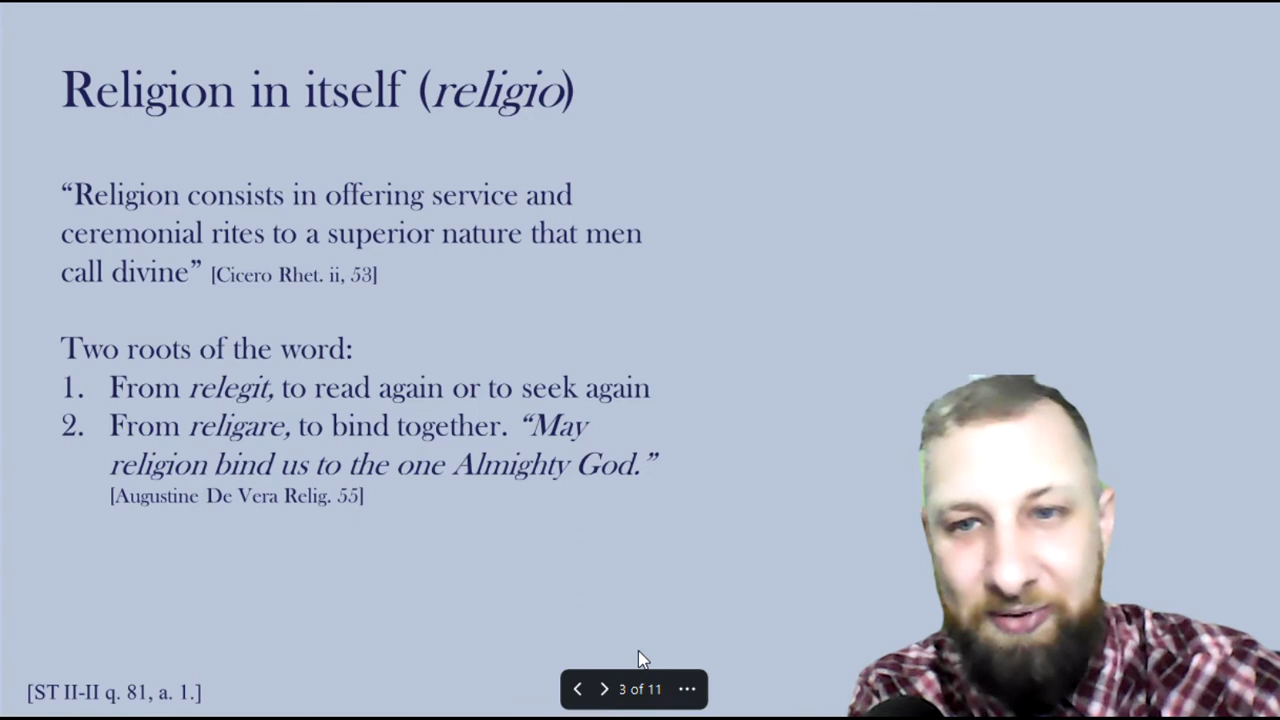 Religion in itself (religio)
“Religion consists in offering service and
ceremonial rites to a superior nature that men
call divine” [Cicero Rhet. ii, 53]
Two roots of the word:
1. From relegit, to read again or to seek again
2. From religare, to bind together. “May
religion bind us to the one Almighty God.”
[Augustine De Vera Relig. 55]
[ST II-II q. 81, a. 1.]
3 of 11